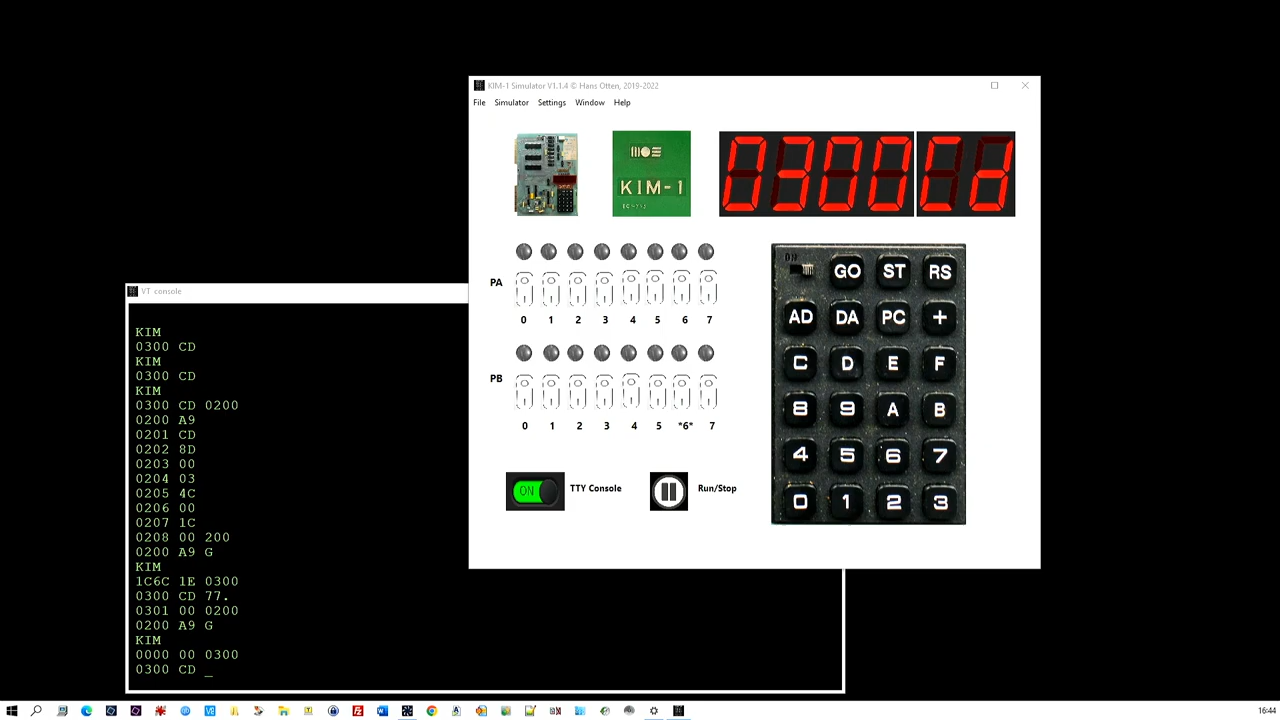 KIM-1 Simulator V1.1.4 © Hans Otten, 2019-2022
File Simulator Settings Window Help
KIM-1
0300 Cd
ON GO ST RS
AD DA PC +
C D E F
8 9 A B
4 5 6 7
0 1 2 3
PA
0 1 2 3 4 5 6 7
PB
0 1 2 3 4 5 *6* 7
ON TTY Console Run/Stop
VT console
KIM
0300 CD
KIM
0300 CD
KIM
0300 CD 0200
0200 A9
0201 CD
0202 8D
0203 00
0204 03
0205 4C
0206 00
0207 1C
0208 00 200
0200 A9 G
KIM
1C6C 1E 0300
0300 CD 77.
0301 00 0200
0200 A9 G
KIM
0000 00 0300
0300 CD _
16:44